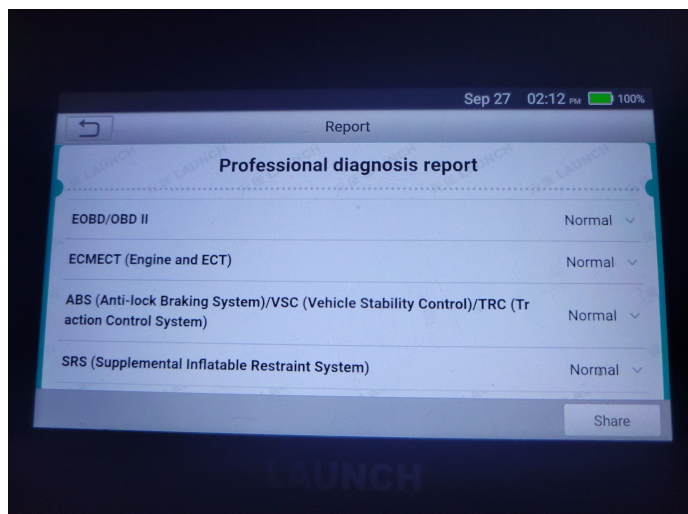 Sep 27 02:12 PM 100%
Report
Professional diagnosis report
EOBD/OBD II Normal
ECMECT (Engine and ECT) Normal
ABS (Anti-lock Braking System)/VSC (Vehicle Stability Control)/TRC (Tr
action Control System) Normal
SRS (Supplemental Inflatable Restraint System) Normal
Share
LAUNCH